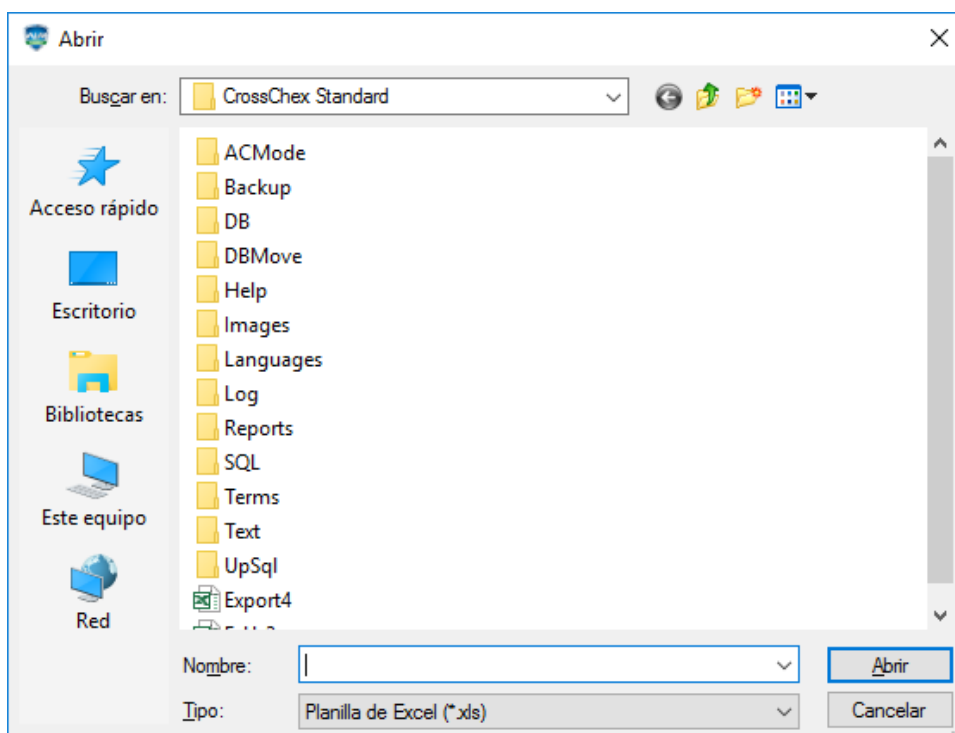 Abrir
Buscar en: CrossChex Standard
Acceso rápido
Escritorio
Bibliotecas
Este equipo
Red
ACMode
Backup
DB
DBMove
Help
Images
Languages
Log
Reports
SQL
Terms
Text
UpSql
Export4
Nombre: Abrir
Tipo: Planilla de Excel (*.xls) Cancelar